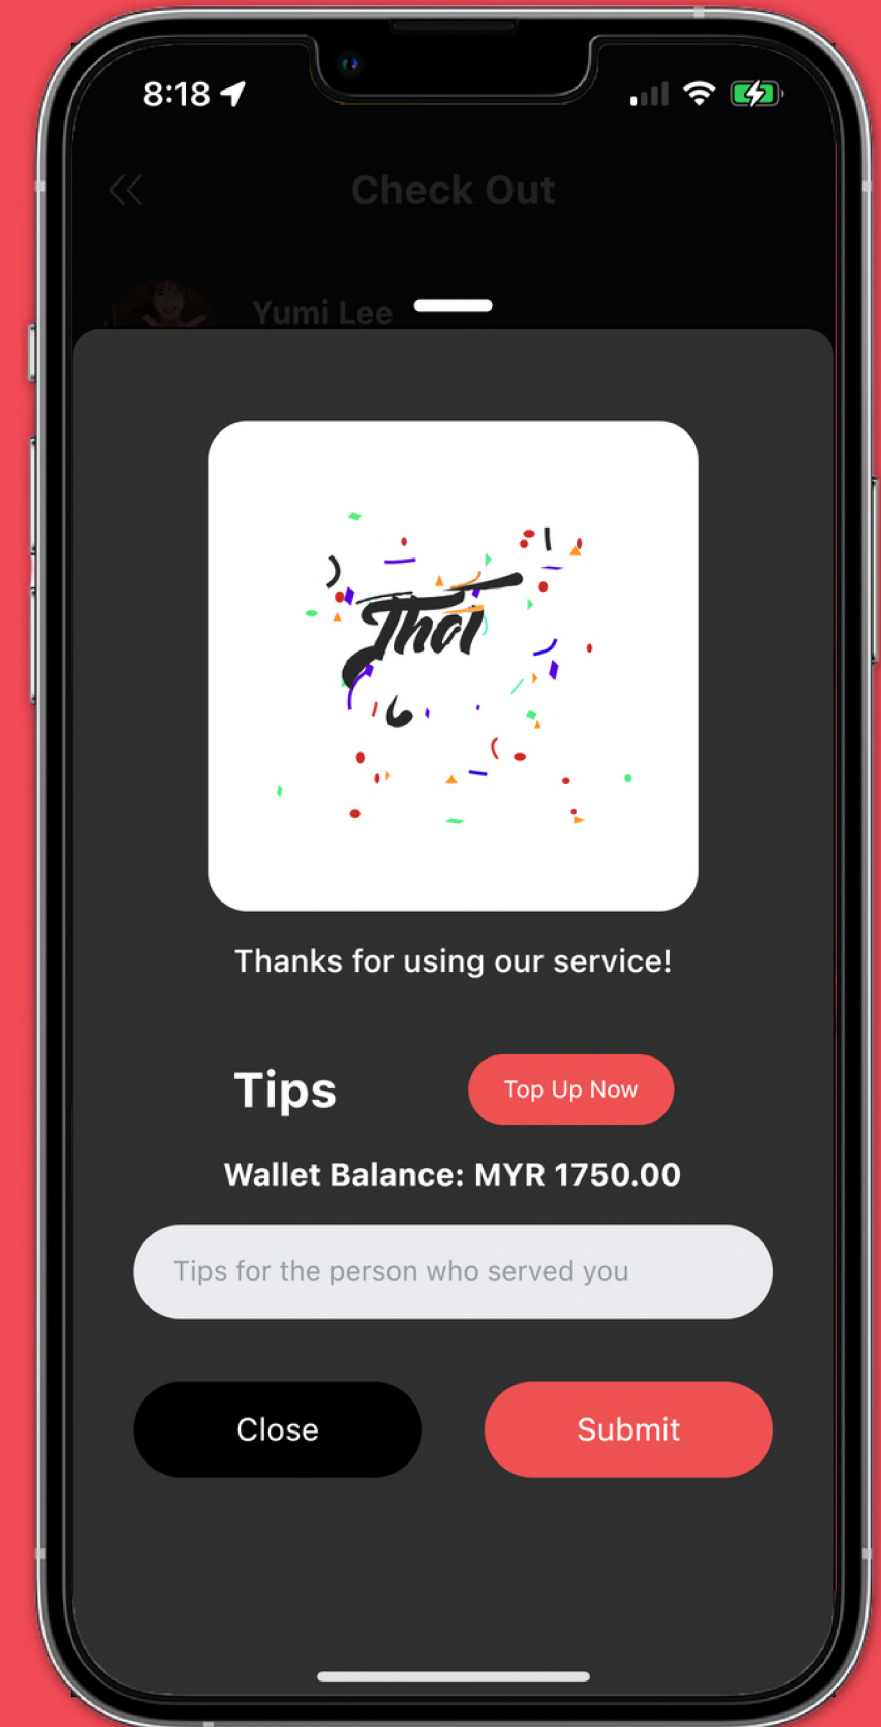 8:18
Check Out
Yumi Lee
Thanks for using our service!
Tips
Top Up Now
Wallet Balance: MYR 1750.00
Tips for the person who served you
Close
Submit